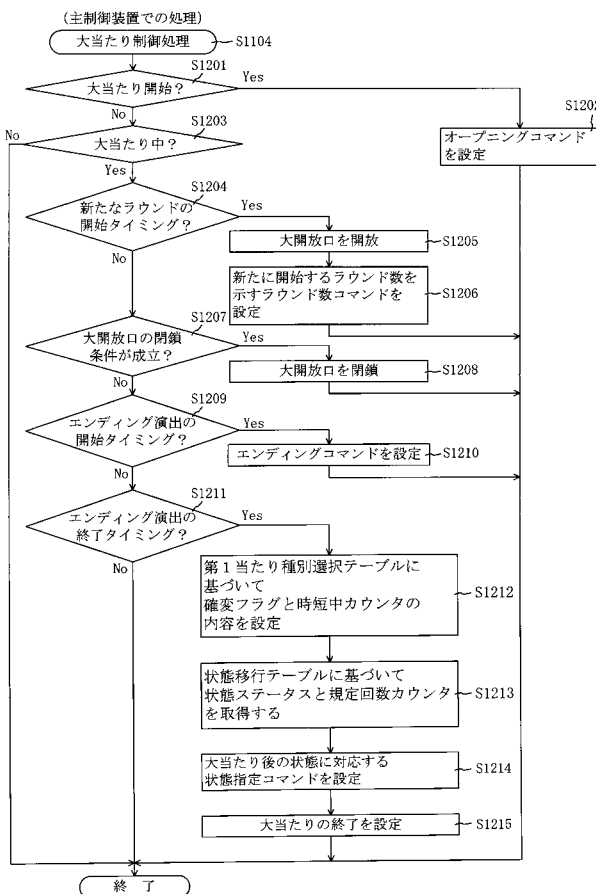 (主制御装置での処理)
大当たり制御処理
S1104
S1201
大当たり開始？
Yes
No
S1202
オープニングコマンド
を設定
S1203
No
大当たり中？
Yes
S1204
新たなラウンドの
開始タイミング？
Yes
No
大開放口を開放
S1205
新たに開始するラウンド数を
示すラウンド数コマンドを
設定
S1206
S1207
大開放口の閉鎖
条件が成立？
Yes
No
大開放口を閉鎖
S1208
S1209
エンディング演出の
開始タイミング？
Yes
No
エンディングコマンドを設定
S1210
S1211
エンディング演出の
終了タイミング？
Yes
No
第１当たり種別選択テーブルに
基づいて
確変フラグと時短中カウンタの
内容を設定
S1212
状態移行テーブルに基づいて
状態ステータスと規定回数カウンタ
を取得する
S1213
大当たり後の状態に対応する
状態指定コマンドを設定
S1214
大当たりの終了を設定
S1215
終 了